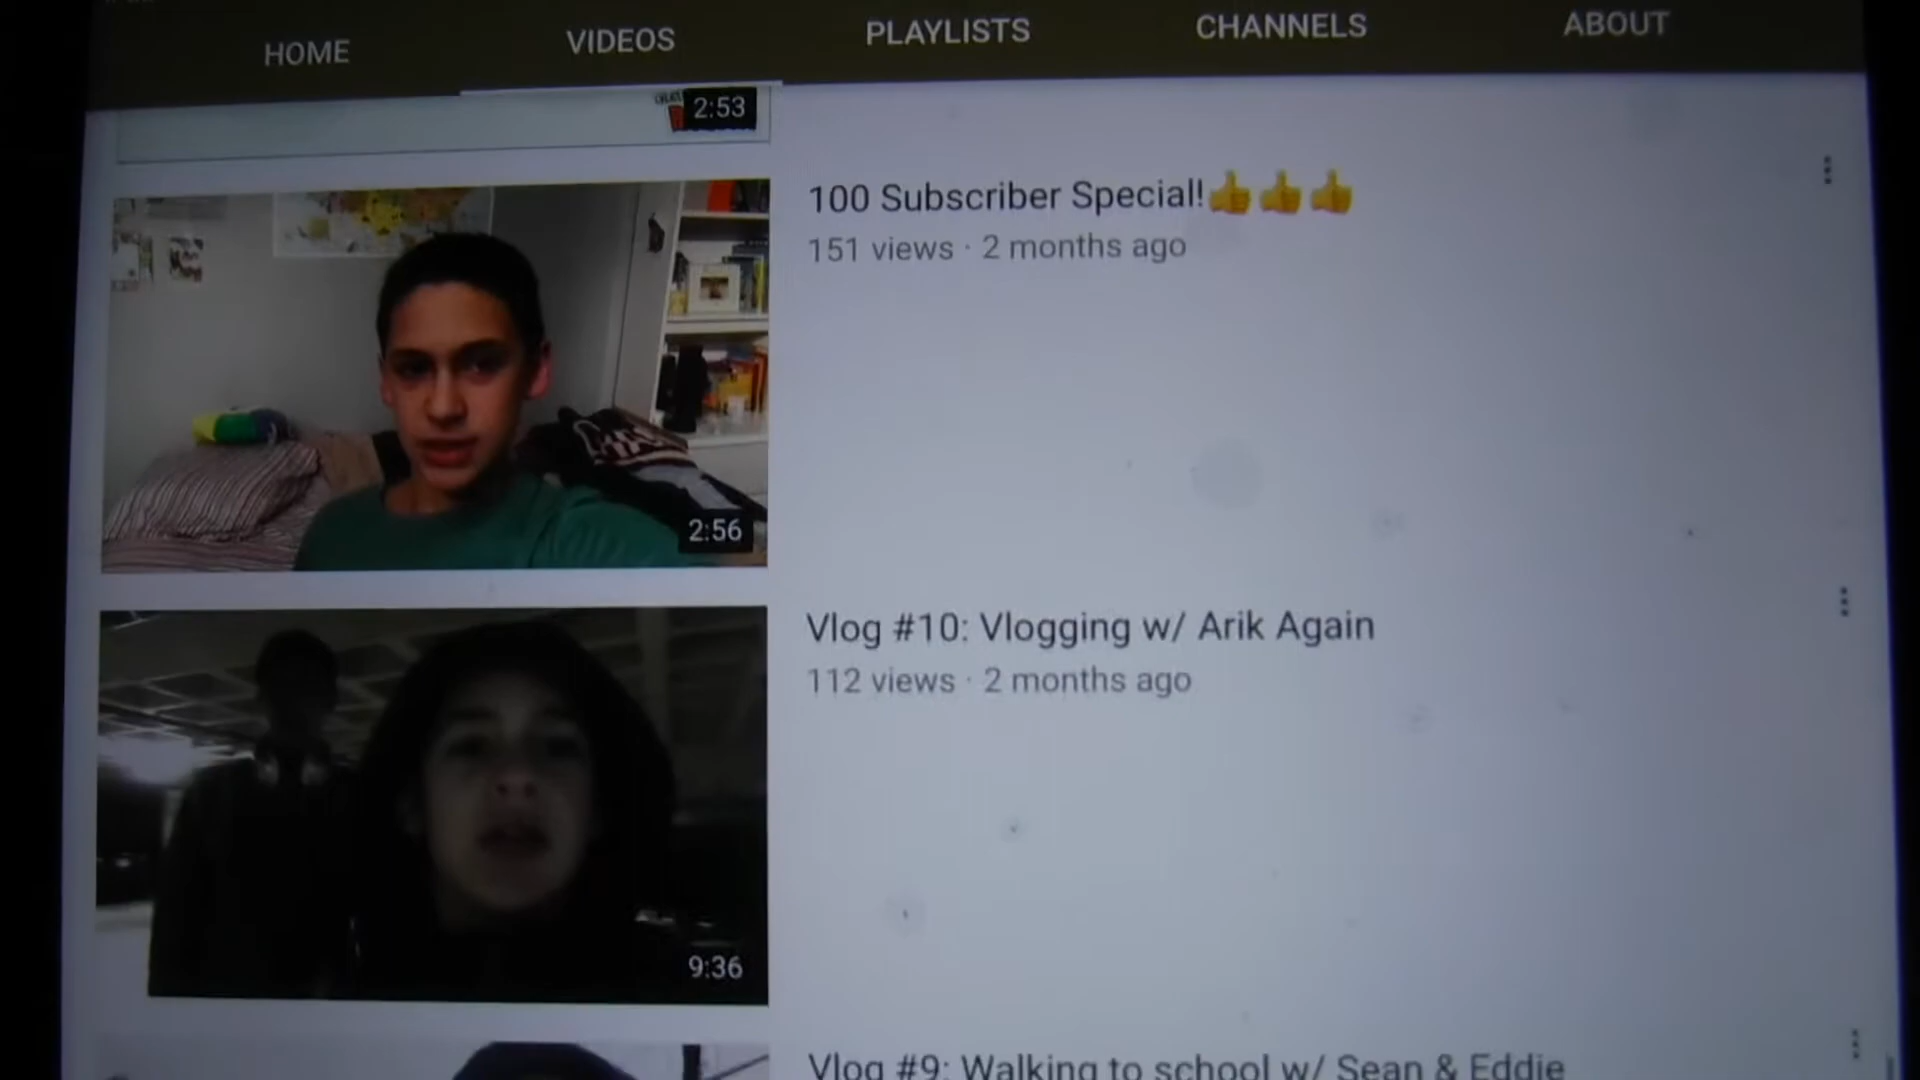 HOME VIDEOS PLAYLISTS CHANNELS ABOUT
2:53
100 Subscriber Special!👍👍👍
151 views · 2 months ago
2:56
Vlog #10: Vlogging w/ Arik Again
112 views · 2 months ago
9:36
Vlog #9: Walking to school w/ Sean & Eddie